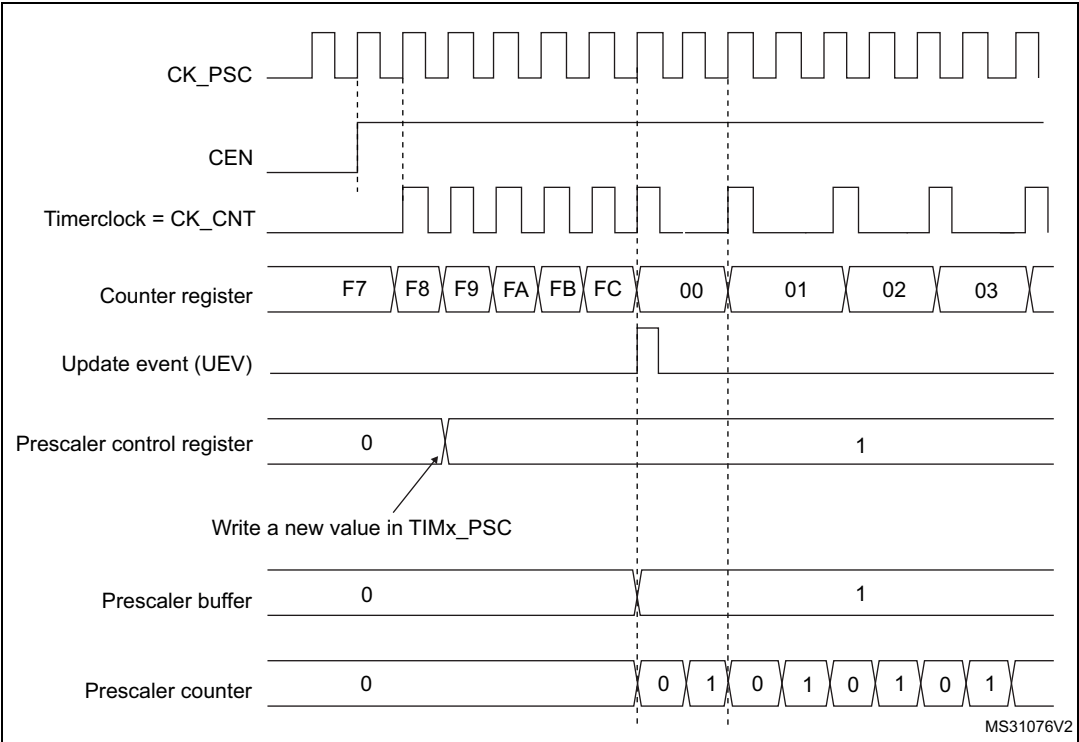 CK_PSC
CEN
Timerclock = CK_CNT
Counter register F7 F8 F9 FA FB FC 00 01 02 03
Update event (UEV)
Prescaler control register 0 1
Write a new value in TIMx_PSC
Prescaler buffer 0 1
Prescaler counter 0 0 1 0 1 0 1 0 1
MS31076V2